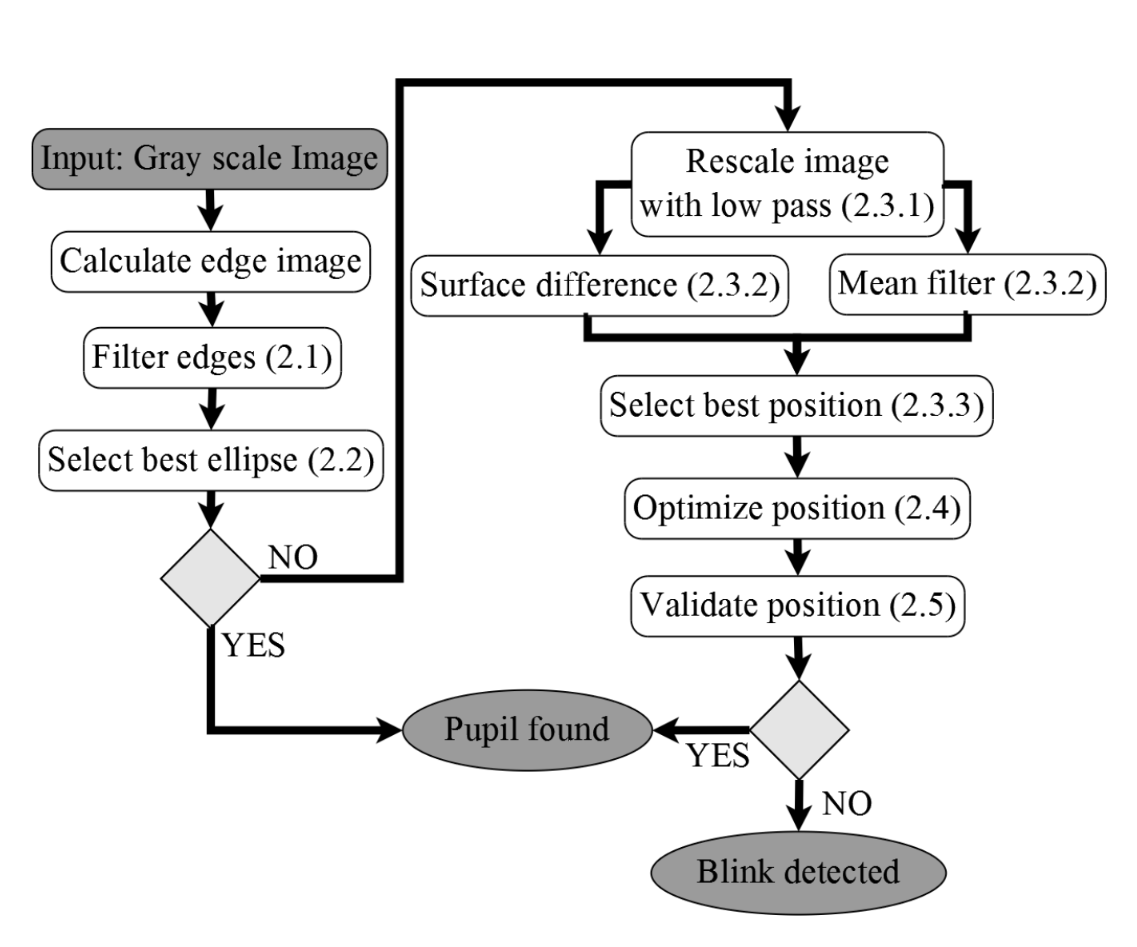 Input: Gray scale Image
Calculate edge image
Filter edges (2.1)
Select best ellipse (2.2)
NO
YES
Rescale image
with low pass (2.3.1)
Surface difference (2.3.2)
Mean filter (2.3.2)
Select best position (2.3.3)
Optimize position (2.4)
Validate position (2.5)
Pupil found
YES
NO
Blink detected